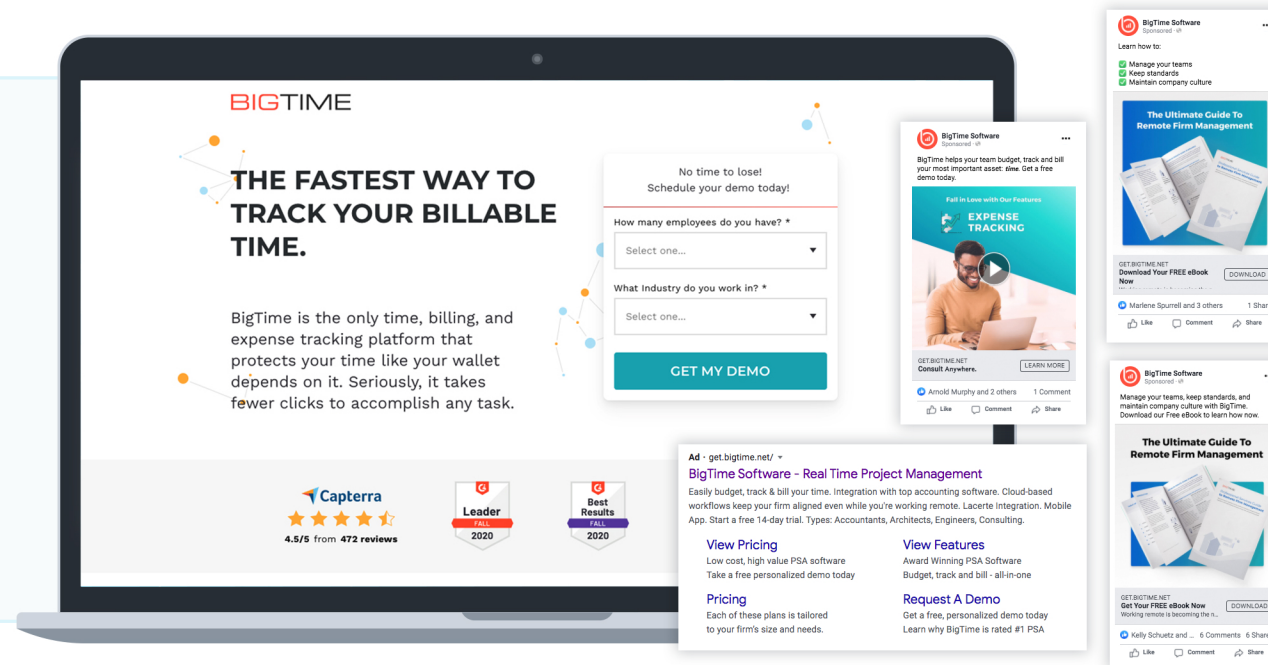 BIGTIME
THE FASTEST WAY TO
TRACK YOUR BILLABLE
TIME.
BigTime is the only time, billing, and
expense tracking platform that
protects your time like your wallet
depends on it. Seriously, it takes
fewer clicks to accomplish any task.
No time to lose!
Schedule your demo today!
How many employees do you have? *
Select one...
What Industry do you work in? *
Select one...
GET MY DEMO
Capterra
4.5/5 from 472 reviews
Leader
FALL
2020
Best
Results
FALL
2020
BigTime Software
Sponsored ·
BigTime helps your team budget, track and bill
your most important asset: time. Get a free
demo today.
Fall in Love with Our Features
EXPENSE
TRACKING
GET.BIGTIME.NET
Consult Anywhere.
LEARN MORE
Arnold Murphy and 2 others 1 Comment
Like Comment Share
Ad · get.bigtime.net/
BigTime Software - Real Time Project Management
Easily budget, track & bill your time. Integration with top accounting software. Cloud-based
workflows keep your firm aligned even while you're working remote. Lacerte Integration. Mobile
App. Start a free 14-day trial. Types: Accountants, Architects, Engineers, Consulting.
View Pricing
Low cost, high value PSA software
Take a free personalized demo today
View Features
Award Winning PSA Software
Budget, track and bill - all-in-one
Pricing
Each of these plans is tailored
to your firm's size and needs.
Request A Demo
Get a free, personalized demo today
Learn why BigTime is rated #1 PSA
BigTime Software
Sponsored ·
Learn how to:
Manage your teams
Keep standards
Maintain company culture
The Ultimate Guide To
Remote Firm Management
GET.BIGTIME.NET
Download Your FREE eBook
Now
DOWNLOAD
Marlene Spurrell and 3 others 1 Shar
Like Comment Share
BigTime Software
Sponsored ·
Manage your teams, keep standards, and
maintain company culture with BigTime.
Download our Free eBook to learn how now.
The Ultimate Guide To
Remote Firm Management
GET.BIGTIME.NET
Get Your FREE eBook Now
Working remote is becoming the n...
DOWNLOAD
Kelly Schuetz and ... 6 Comments 6 Share
Like Comment Share